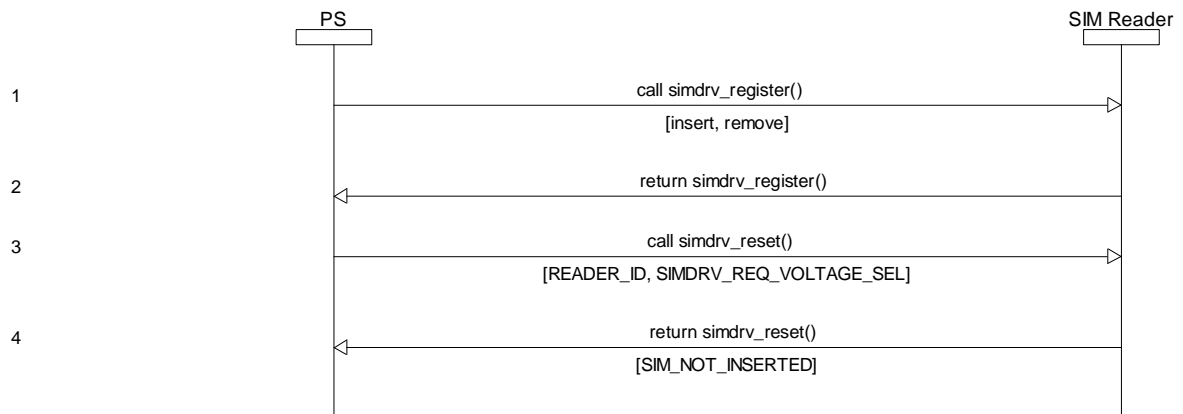 PS
SIM Reader
1
call simdrv_register()
[insert, remove]
2
return simdrv_register()
3
call simdrv_reset()
[READER_ID, SIMDRV_REQ_VOLTAGE_SEL]
4
return simdrv_reset()
[SIM_NOT_INSERTED]